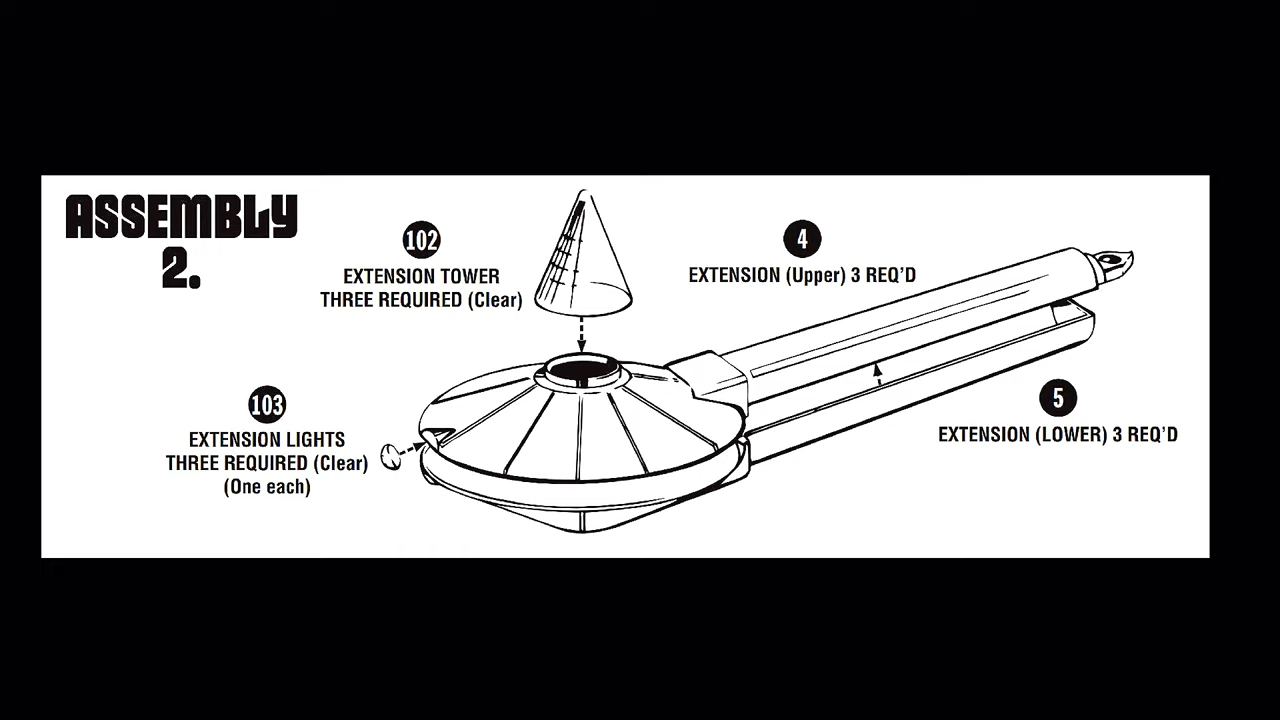 ASSEMBLY
2.
102
EXTENSION TOWER
THREE REQUIRED (Clear)
4
EXTENSION (Upper) 3 REQ'D
103
EXTENSION LIGHTS
THREE REQUIRED (Clear)
(One each)
5
EXTENSION (LOWER) 3 REQ'D